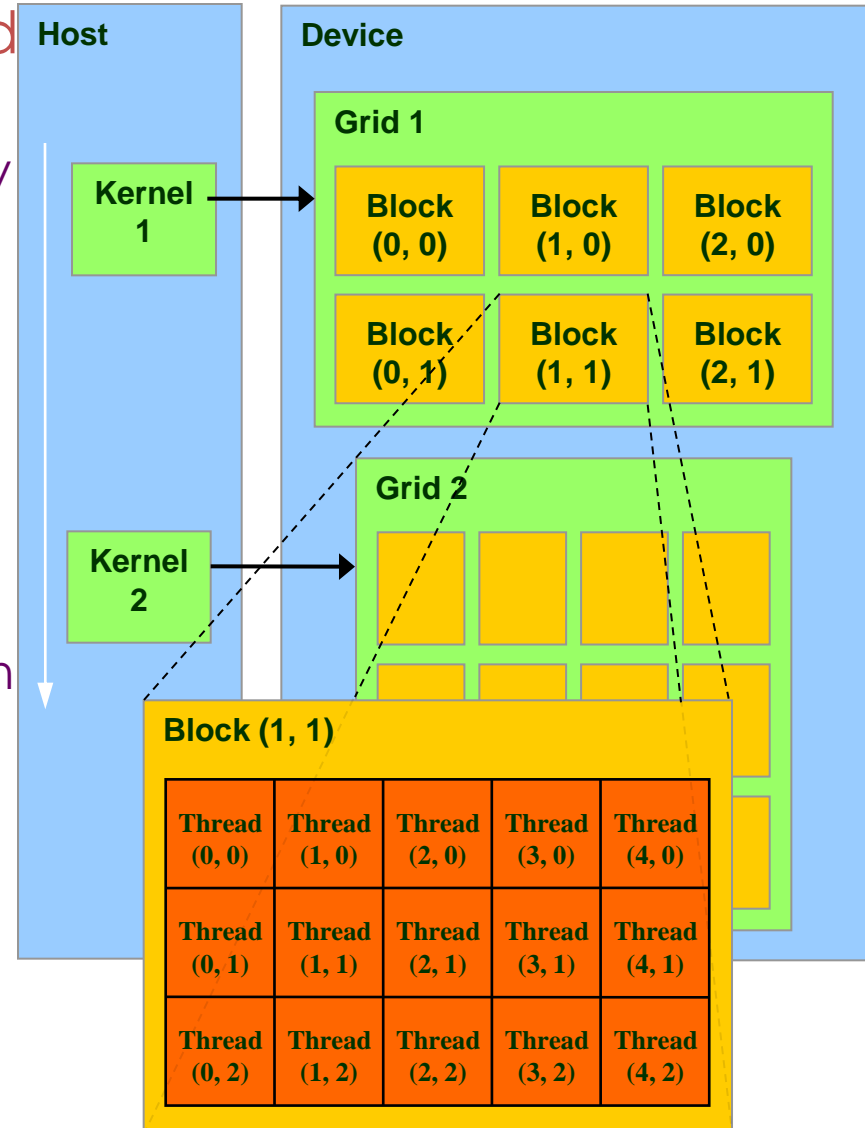 d
Host
Device
Grid 1
y
Kernel
1
Block
(0, 0)
Block
(1, 0)
Block
(2, 0)
Block
(0, 1)
Block
(1, 1)
Block
(2, 1)
Grid 2
Kernel
2
Block (1, 1)
Thread
(0, 0)
Thread
(1, 0)
Thread
(2, 0)
Thread
(3, 0)
Thread
(4, 0)
Thread
(0, 1)
Thread
(1, 1)
Thread
(2, 1)
Thread
(3, 1)
Thread
(4, 1)
Thread
(0, 2)
Thread
(1, 2)
Thread
(2, 2)
Thread
(3, 2)
Thread
(4, 2)